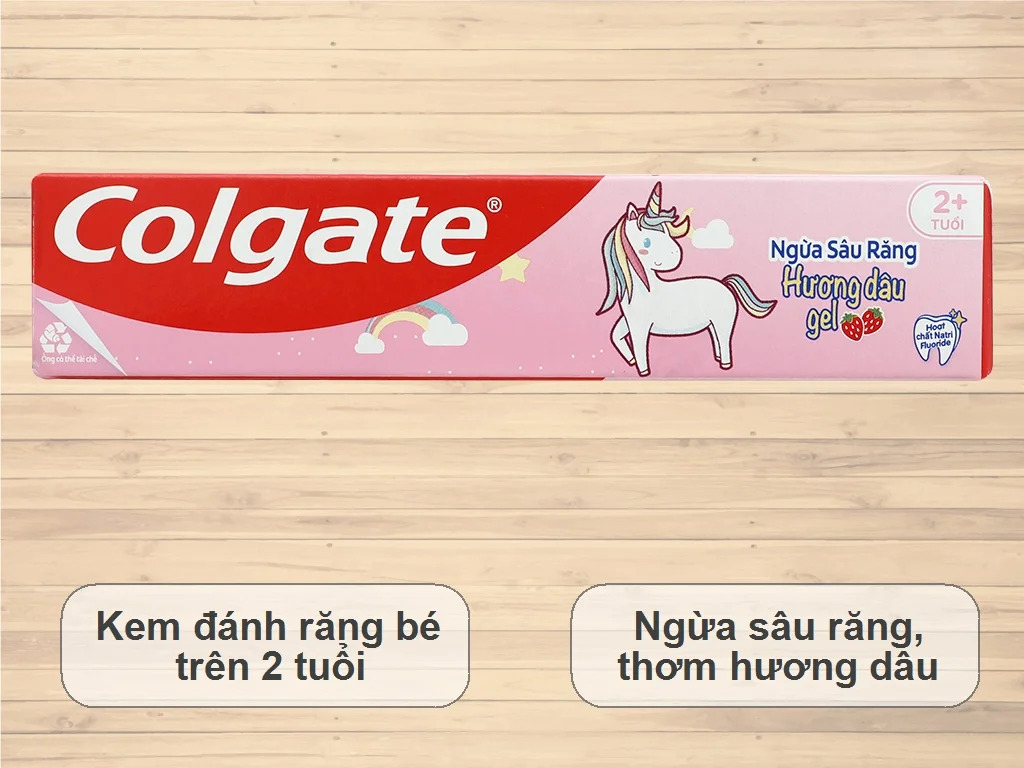 Colgate®
2+
TUỔI
Ngừa Sâu Răng
Hương dâu
gel
Hoạt
chất Natri
Fluoride
Ống có thể tái chế
Kem đánh răng bé
trên 2 tuổi
Ngừa sâu răng,
thơm hương dâu